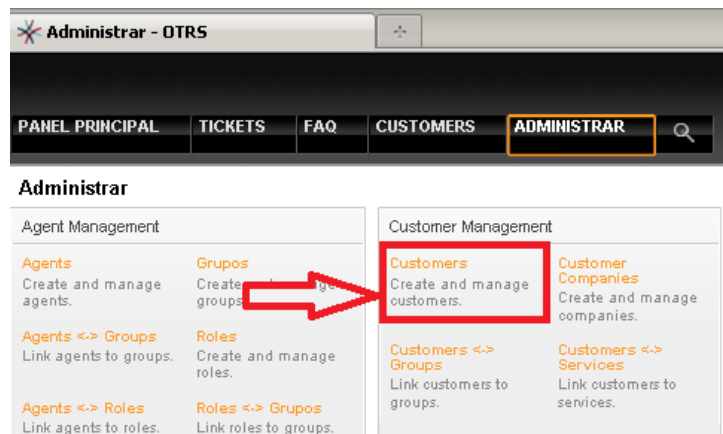 Administrar - OTRS
PANEL PRINCIPAL TICKETS FAQ CUSTOMERS ADMINISTRAR
Administrar
Agent Management
Agents
Create and manage
agents.
Grupos
Create
groups
Agents <-> Groups
Link agents to groups.
Roles
Create and manage
roles.
Agents <-> Roles
Link agents to roles.
Roles <-> Grupos
Link roles to groups.
Customer Management
Customers
Create and manage
customers.
Customer
Companies
Create and manage
companies.
Customers <->
Groups
Link customers to
groups.
Customers <->
Services
Link customers to
services.